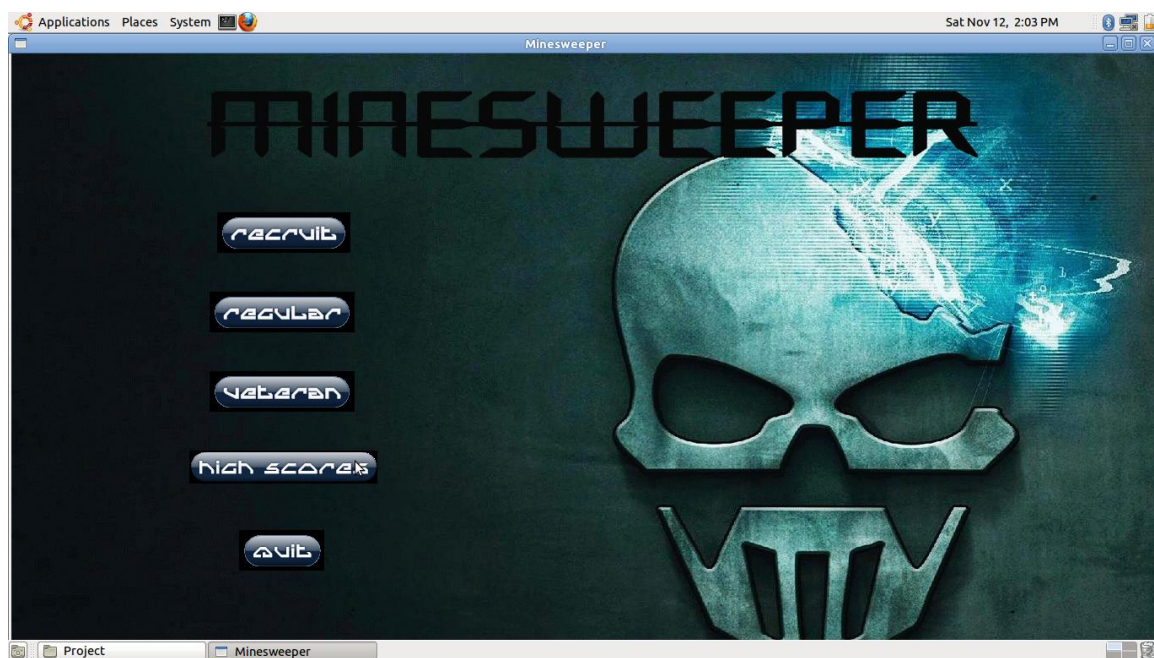 Applications Places System
Sat Nov 12, 2:03 PM
Minesweeper
MINESWEEPER
recruit
regular
veteran
high scores
Quit
Project
Minesweeper